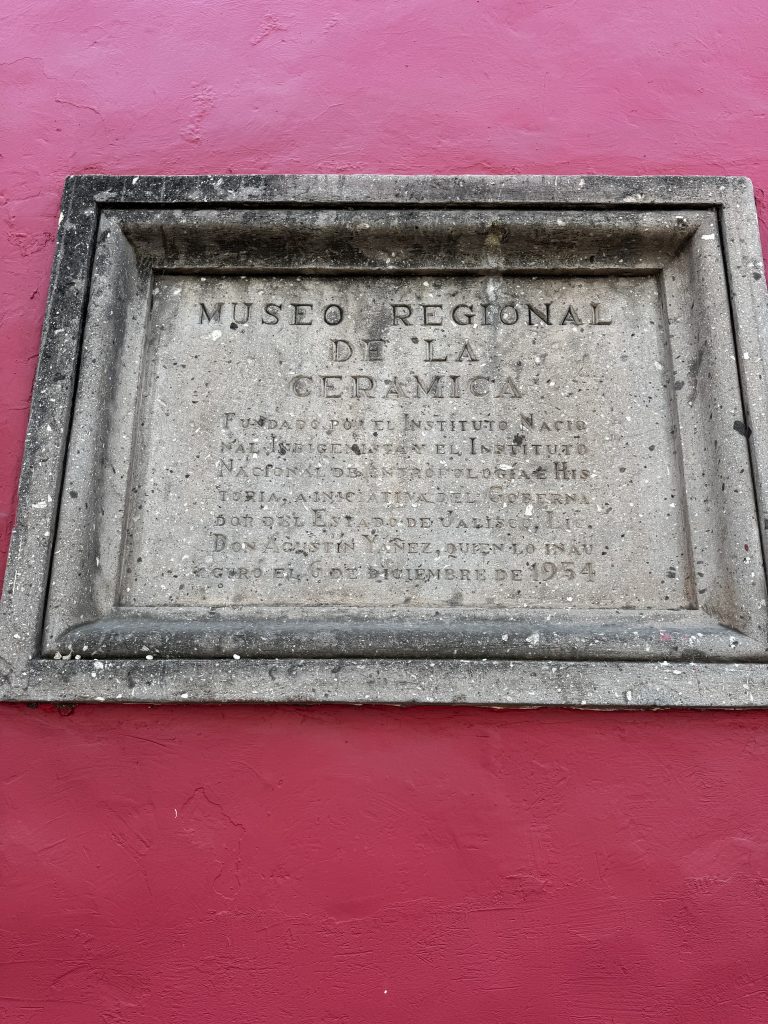 MUSEO REGIONAL
DE LA
CERAMICA
FUNDADO POR EL INSTITUTO NACIO
NAL INDIGENISTA Y EL INSTITUTO
NACIONAL DE ANTROPOLOGIA E HIS
TORIA, A INICIATIVA DEL GOBERNA
DOR DEL ESTADO DE JALISCO, LIC.
DON AGUSTIN YAÑEZ, QUIEN LO INAU
GURO EL 6 DE DICIEMBRE DE 1954